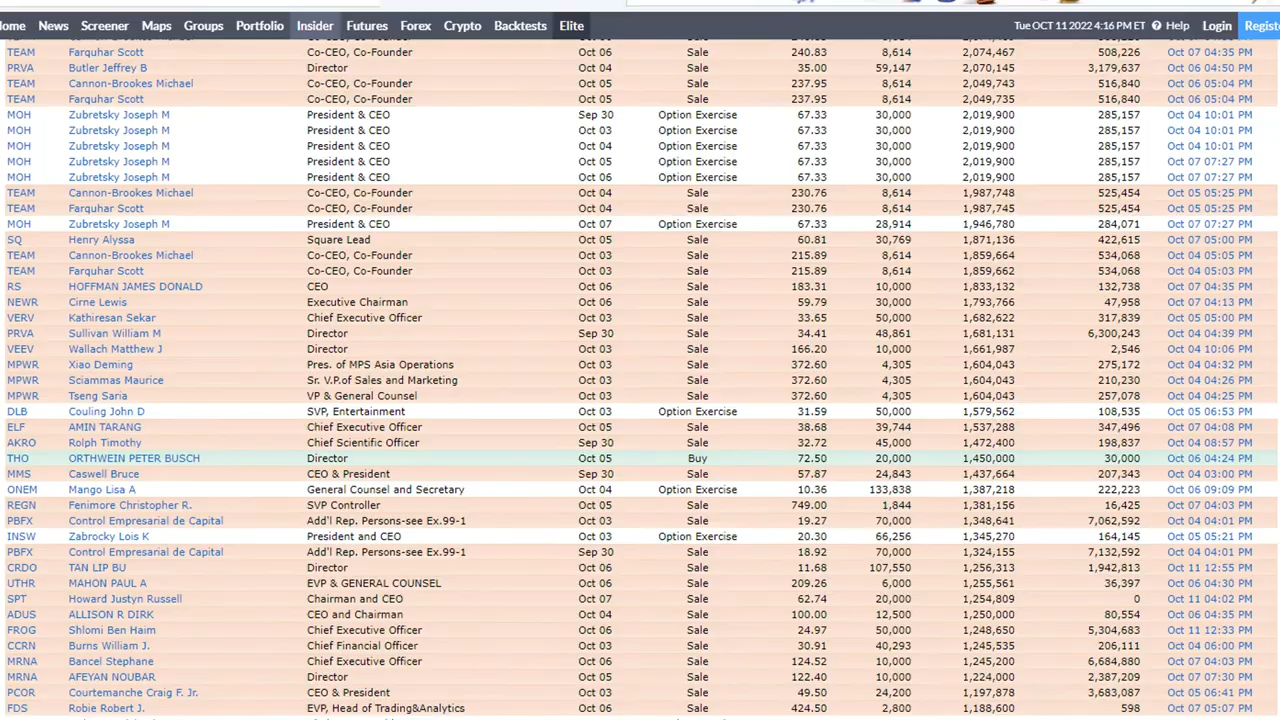 Home News Screener Maps Groups Portfolio Insider Futures Forex Crypto Backtests Elite Tue OCT 11 2022 4:16 PM ET Help Login Regist
TEAM Farquhar Scott Co-CEO, Co-Founder Oct 06 Sale 240.83 8,614 2,074,467 508,226 Oct 07 04:35 PM
PRVA Butler Jeffrey B Director Oct 04 Sale 35.00 59,147 2,070,145 3,179,637 Oct 06 04:50 PM
TEAM Cannon-Brookes Michael Co-CEO, Co-Founder Oct 05 Sale 237.95 8,614 2,049,743 516,840 Oct 06 05:04 PM
TEAM Farquhar Scott Co-CEO, Co-Founder Oct 05 Sale 237.95 8,614 2,049,735 516,840 Oct 06 05:04 PM
MOH Zubretsky Joseph M President & CEO Sep 30 Option Exercise 67.33 30,000 2,019,900 285,157 Oct 04 10:01 PM
MOH Zubretsky Joseph M President & CEO Oct 03 Option Exercise 67.33 30,000 2,019,900 285,157 Oct 04 10:01 PM
MOH Zubretsky Joseph M President & CEO Oct 04 Option Exercise 67.33 30,000 2,019,900 285,157 Oct 04 10:01 PM
MOH Zubretsky Joseph M President & CEO Oct 05 Option Exercise 67.33 30,000 2,019,900 285,157 Oct 07 07:27 PM
MOH Zubretsky Joseph M President & CEO Oct 06 Option Exercise 67.33 30,000 2,019,900 285,157 Oct 07 07:27 PM
TEAM Cannon-Brookes Michael Co-CEO, Co-Founder Oct 04 Sale 230.76 8,614 1,987,748 525,454 Oct 05 05:25 PM
TEAM Farquhar Scott Co-CEO, Co-Founder Oct 04 Sale 230.76 8,614 1,987,745 525,454 Oct 05 05:25 PM
MOH Zubretsky Joseph M President & CEO Oct 07 Option Exercise 67.33 28,914 1,946,780 284,071 Oct 07 07:27 PM
SQ Henry Alyssa Square Lead Oct 05 Sale 60.81 30,769 1,871,136 422,615 Oct 07 05:00 PM
TEAM Cannon-Brookes Michael Co-CEO, Co-Founder Oct 03 Sale 215.89 8,614 1,859,664 534,068 Oct 05 05:05 PM
TEAM Farquhar Scott Co-CEO, Co-Founder Oct 03 Sale 215.89 8,614 1,859,662 534,068 Oct 05 05:03 PM
RS HOFFMAN JAMES DONALD CEO Oct 06 Sale 183.31 10,000 1,833,132 132,738 Oct 07 04:35 PM
NEWR Cirne Lewis Executive Chairman Oct 06 Sale 59.79 30,000 1,793,766 47,958 Oct 07 04:13 PM
VERV Kathiresan Sekar Chief Executive Officer Oct 03 Sale 33.65 50,000 1,682,622 317,839 Oct 05 05:00 PM
PRVA Sullivan William M Director Sep 30 Sale 34.41 48,861 1,681,131 6,300,243 Oct 04 04:39 PM
VEEV Wallach Matthew J Director Oct 03 Sale 166.20 10,000 1,661,987 2,546 Oct 04 10:06 PM
MPWR Xiao Deming Pres. of MPS Asia Operations Oct 03 Sale 372.60 4,305 1,604,043 275,172 Oct 04 04:32 PM
MPWR Sciammas Maurice Sr. V.P.of Sales and Marketing Oct 03 Sale 372.60 4,305 1,604,043 210,230 Oct 04 04:26 PM
MPWR Tseng Saria VP & General Counsel Oct 03 Sale 372.60 4,305 1,604,043 257,078 Oct 04 04:25 PM
DLB Couling John D SVP, Entertainment Oct 03 Option Exercise 31.59 50,000 1,579,562 108,535 Oct 05 06:53 PM
ELF AMIN TARANG Chief Executive Officer Oct 05 Sale 38.68 39,744 1,537,288 347,496 Oct 07 04:08 PM
AKRO Rolph Timothy Chief Scientific Officer Sep 30 Sale 32.72 45,000 1,472,400 198,837 Oct 04 08:57 PM
THO ORTHWEIN PETER BUSCH Director Oct 05 Buy 72.50 20,000 1,450,000 30,000 Oct 06 04:24 PM
MMS Caswell Bruce CEO & President Sep 30 Sale 57.87 24,843 1,437,664 207,343 Oct 04 03:00 PM
ONEM Mango Lisa A General Counsel and Secretary Oct 04 Option Exercise 10.36 133,838 1,387,218 222,223 Oct 06 09:09 PM
REGN Fenimore Christopher R. SVP Controller Oct 05 Sale 749.00 1,844 1,381,156 16,425 Oct 07 04:03 PM
PBFX Control Empresarial de Capital Add'l Rep. Persons-see Ex.99-1 Oct 03 Sale 19.27 70,000 1,348,641 7,062,592 Oct 04 04:01 PM
INSW Zabrocky Lois K President and CEO Oct 03 Option Exercise 20.30 66,256 1,345,270 164,145 Oct 05 05:21 PM
PBFX Control Empresarial de Capital Add'l Rep. Persons-see Ex.99-1 Sep 30 Sale 18.92 70,000 1,324,155 7,132,592 Oct 04 04:01 PM
CRDO TAN LIP BU Director Oct 06 Sale 11.68 107,550 1,256,313 1,942,813 Oct 11 12:55 PM
UTHR MAHON PAUL A EVP & GENERAL COUNSEL Oct 06 Sale 209.26 6,000 1,255,561 36,397 Oct 06 04:30 PM
SPT Howard Justyn Russell Chairman and CEO Oct 07 Sale 62.74 20,000 1,254,809 0 Oct 11 04:02 PM
ADUS ALLISON R DIRK CEO and Chairman Oct 04 Sale 100.00 12,500 1,250,000 80,554 Oct 06 04:35 PM
FROG Shlomi Ben Haim Chief Executive Officer Oct 06 Sale 24.97 50,000 1,248,650 5,304,683 Oct 11 12:33 PM
CCRN Burns William J. Chief Financial Officer Oct 04 Sale 30.91 40,293 1,245,535 206,111 Oct 04 06:00 PM
MRNA Bancel Stephane Chief Executive Officer Oct 06 Sale 124.52 10,000 1,245,200 6,684,880 Oct 07 04:03 PM
MRNA AFEYAN NOUBAR Director Oct 05 Sale 122.40 10,000 1,224,000 2,387,209 Oct 07 07:30 PM
PCOR Courtemanche Craig F. Jr. CEO & President Oct 03 Sale 49.50 24,200 1,197,878 3,683,087 Oct 05 06:41 PM
FDS Robie Robert J. EVP, Head of Trading&Analytics Oct 06 Sale 424.50 2,800 1,188,600 598 Oct 07 05:07 PM